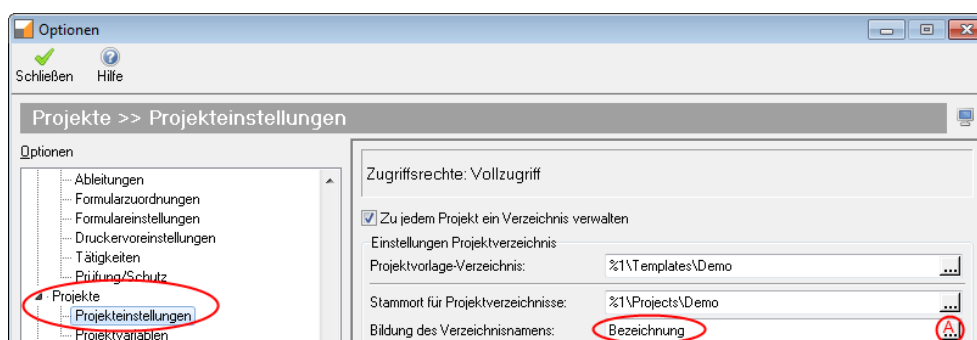 Optionen
Schließen Hilfe
Projekte >> Projekteinstellungen
Optionen
Ableitungen
Formularzuordnungen
Formulareinstellungen
Druckervoreinstellungen
Tätigkeiten
Prüfung/Schutz
Projekte
Projekteinstellungen
Projektvariablen
Zugriffsrechte: Vollzugriff
Zu jedem Projekt ein Verzeichnis verwalten
Einstellungen Projektverzeichnis
Projektvorlage-Verzeichnis: %1\Templates\Demo ...
Stammort für Projektverzeichnisse: %1\Projects\Demo ...
Bildung des Verzeichnisnamens: Bezeichnung A